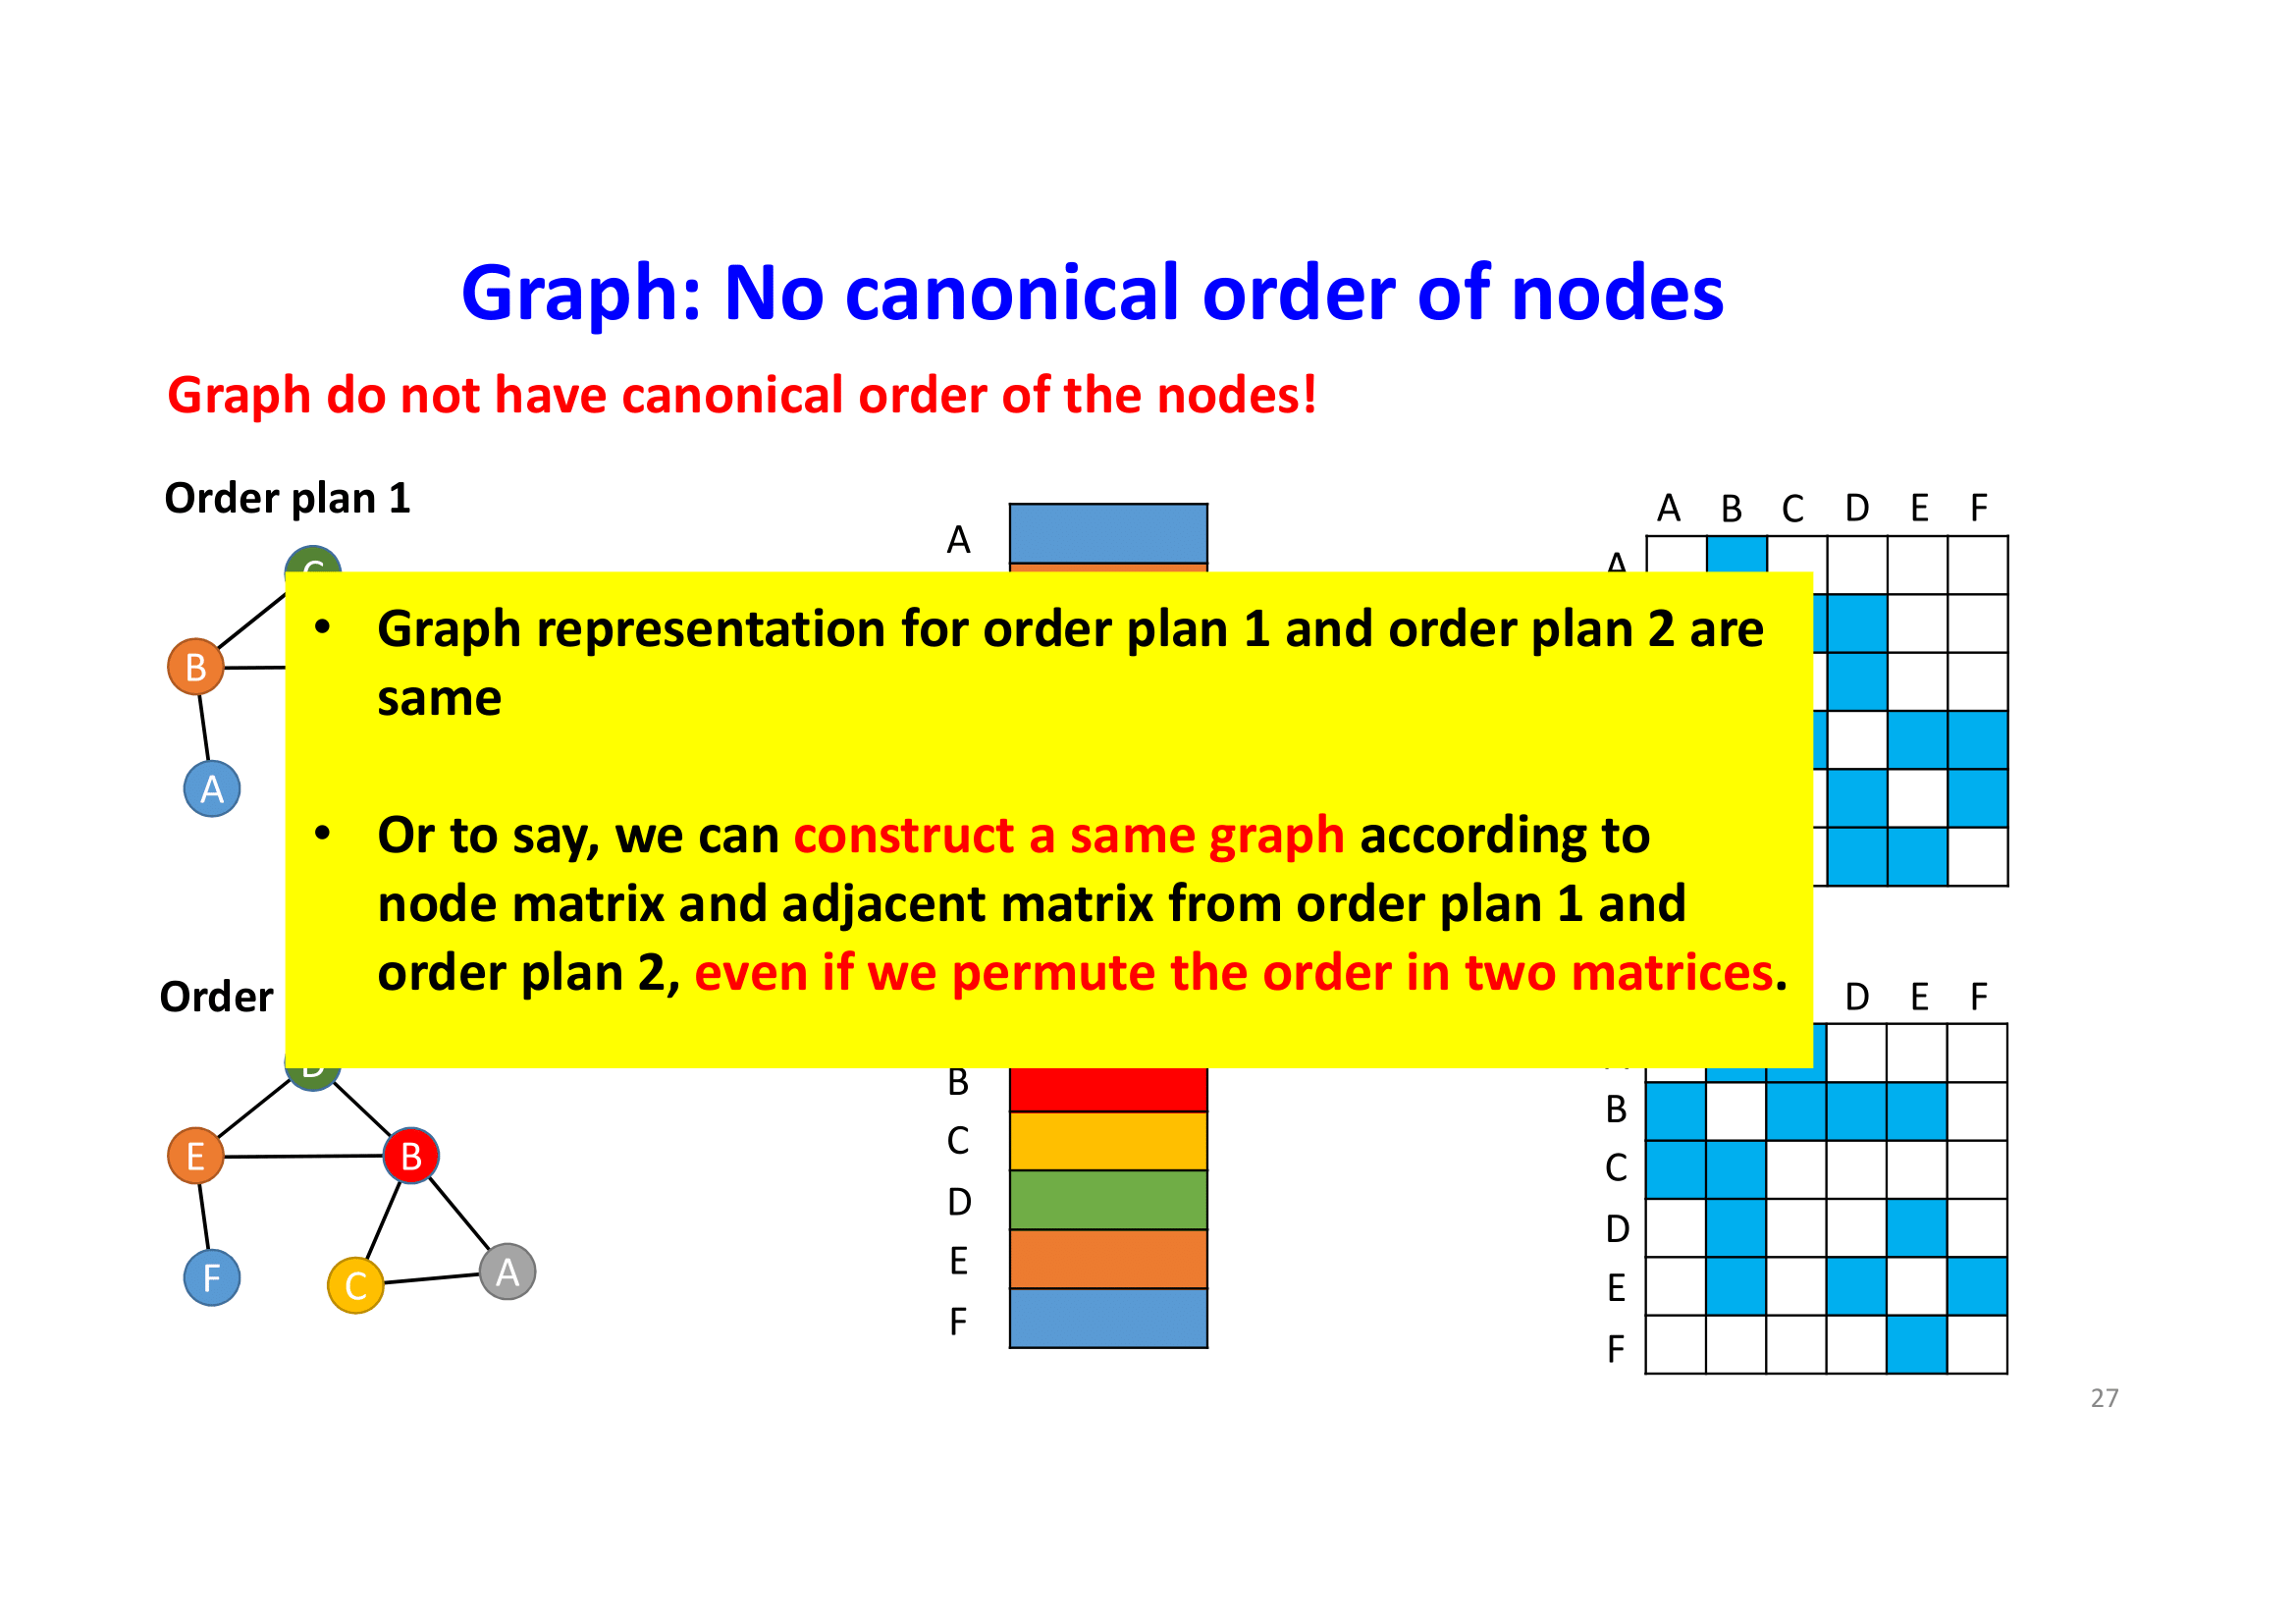 Graph: No canonical order of nodes
Graph do not have canonical order of the nodes!
Order plan 1
A
A B C D E F
C
A
B
A
• Graph representation for order plan 1 and order plan 2 are
same
• Or to say, we can construct a same graph according to
node matrix and adjacent matrix from order plan 1 and
order plan 2, even if we permute the order in two matrices.
Order
D E F
D
E
B
F
C
A
B
C
D
E
F
B
C
D
E
F
27